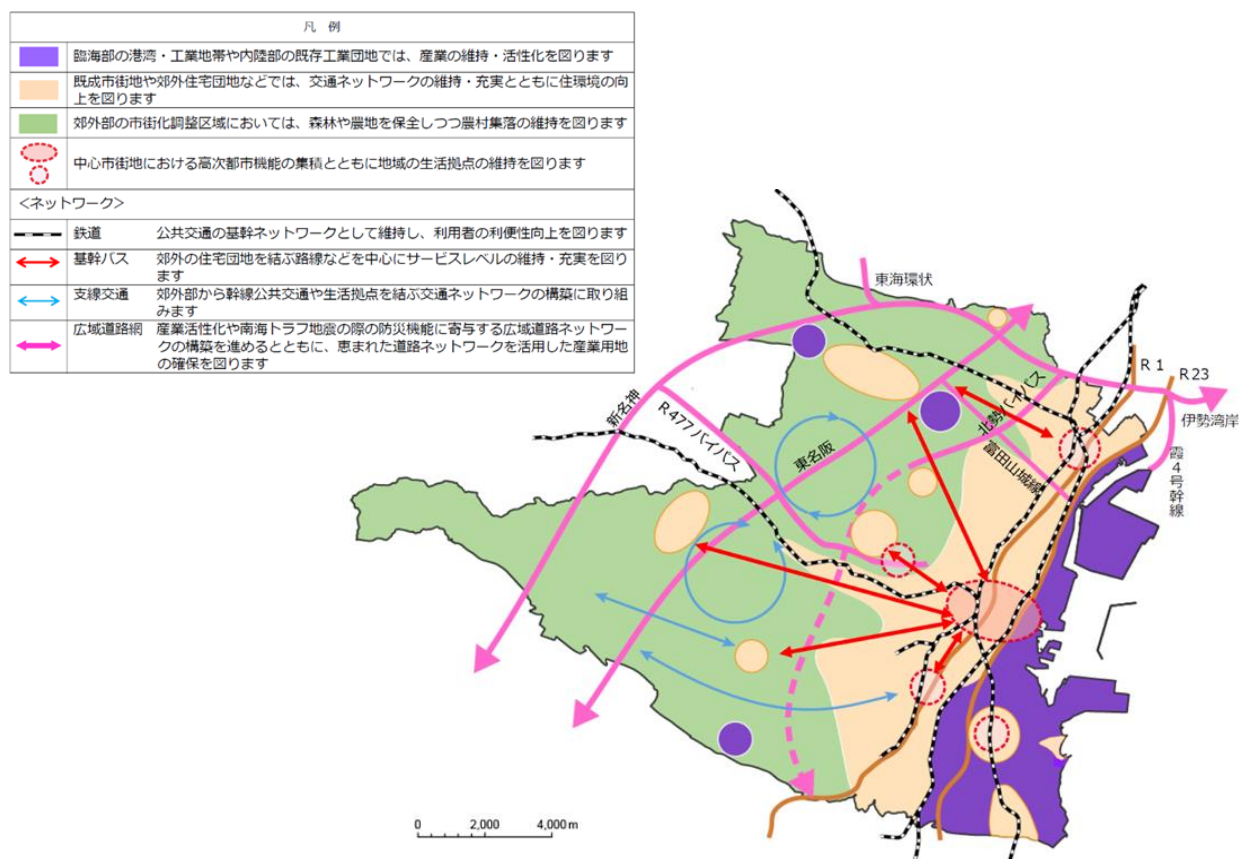 凡 例
臨海部の港湾・工業地帯や内陸部の既存工業団地では、産業の維持・活性化を図ります
既成市街地や郊外住宅団地などでは、交通ネットワークの維持・充実とともに住環境の向
上を図ります
郊外部の市街化調整区域においては、森林や農地を保全しつつ農村集落の維持を図ります
中心市街地における高次都市機能の集積とともに地域の生活拠点の維持を図ります
<ネットワーク>
鉄道 公共交通の基幹ネットワークとして維持し、利用者の利便性向上を図ります
基幹バス 郊外の住宅団地を結ぶ路線などを中心にサービスレベルの維持・充実を図り
ます
支線交通 郊外部から幹線公共交通や生活拠点を結ぶ交通ネットワークの構築に取り組
みます
広域道路網 産業活性化や南海トラフ地震の際の防災機能に寄与する広域道路ネットワー
クの構築を進めるとともに、恵まれた道路ネットワークを活用した産業用地
の確保を図ります
東海環状
R 1
R 23
伊勢湾岸
新名神
R 477 バイパス
東名阪
北勢バイパス
富田山城線
霞4号幹線
0 2,000 4,000 m